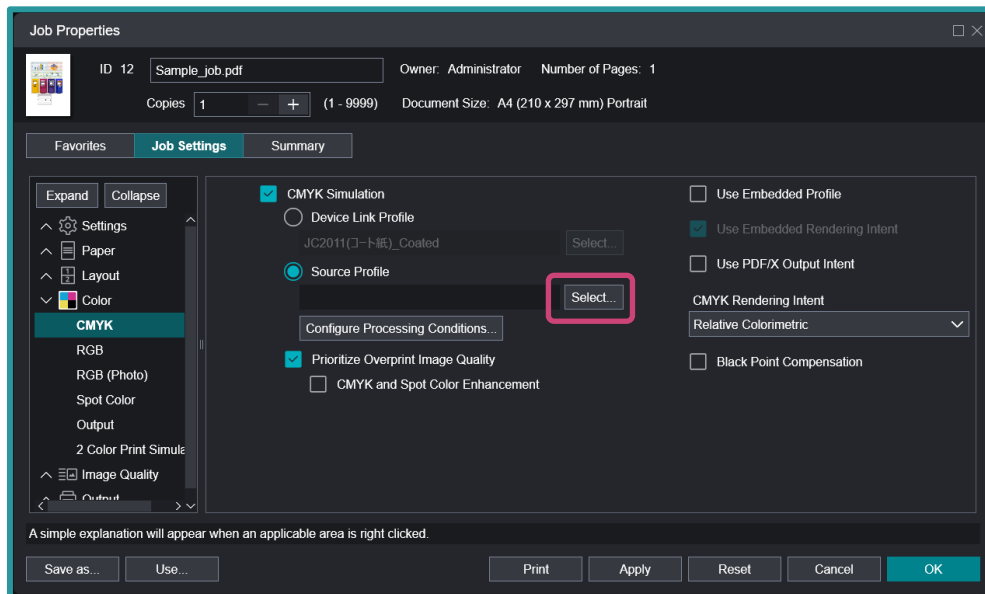 Job Properties
ID 12 Sample_job.pdf Owner: Administrator Number of Pages: 1
Copies 1 (1 - 9999) Document Size: A4 (210 x 297 mm) Portrait
Favorites Job Settings Summary
Expand Collapse
Settings
Paper
Layout
Color
CMYK
RGB
RGB (Photo)
Spot Color
Output
2 Color Print Simula
Image Quality
Output
CMYK Simulation
Device Link Profile
JC2011(コート紙)_Coated Select...
Source Profile
Select...
Configure Processing Conditions...
Prioritize Overprint Image Quality
CMYK and Spot Color Enhancement
Use Embedded Profile
Use Embedded Rendering Intent
Use PDF/X Output Intent
CMYK Rendering Intent
Relative Colorimetric
Black Point Compensation
A simple explanation will appear when an applicable area is right clicked.
Save as... Use... Print Apply Reset Cancel OK